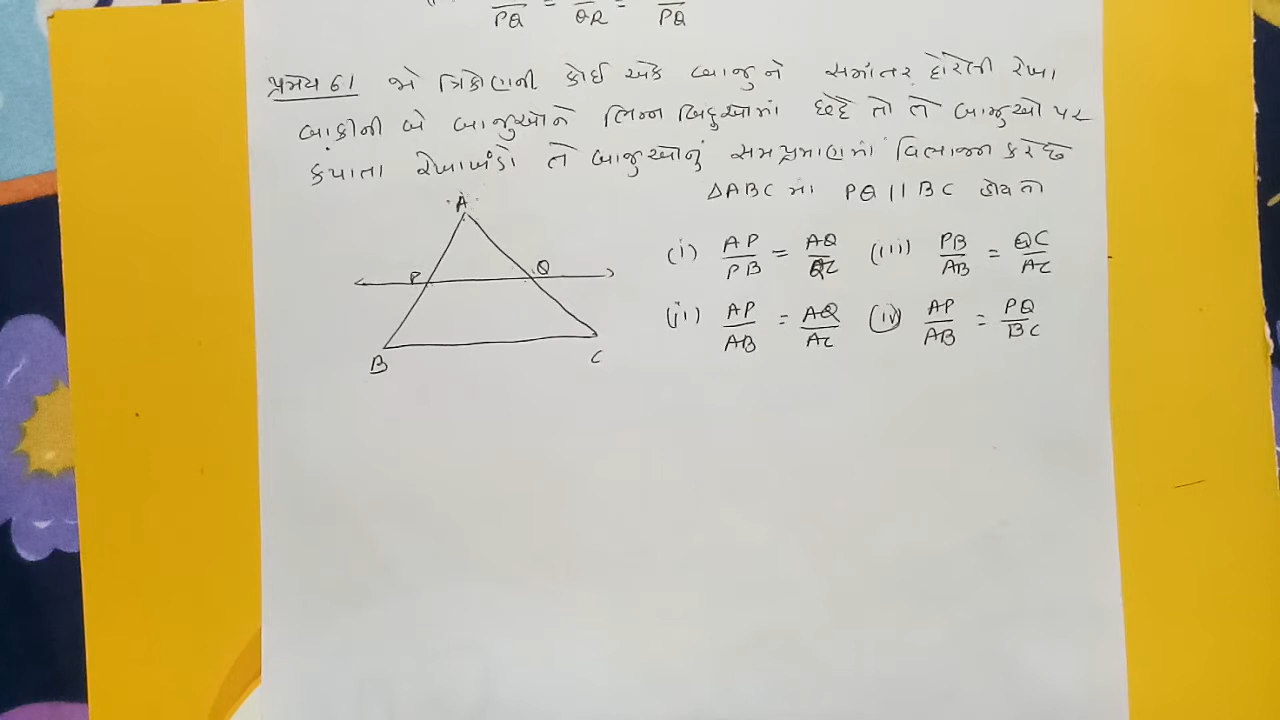 PQ = QR = PQ
પ્રમેય 6.1 જો ત્રિકોણની કોઈ એક બાજુને સમાંતર દોરેલી રેખા
બાકીની બે બાજુઓને ભિન્ન બિંદુઓમાં છેદે તો તે બાજુઓ પર
કપાતા રેખાખંડો તે બાજુઓનું સમપ્રમાણમાં વિભાજન કરે છે
△ABC માં PQ || BC હોય તો
A
(i) AP/PB = AQ/QC (iii) PB/AB = QC/AC
P Q
(ii) AP/AB = AQ/AC (iv) AP/AB = PQ/BC
B C